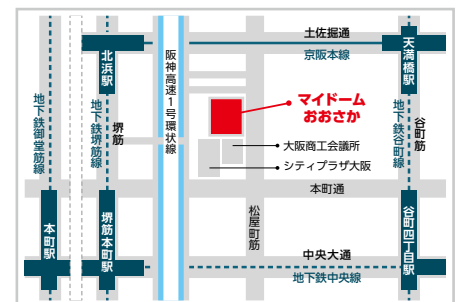 土佐堀通
京阪本線
北浜駅
天満橋駅
阪神高速1号環状線
マイドーム
おおさか
大阪商工会議所
シティプラザ大阪
地下鉄御堂筋線
地下鉄堺筋線
堺筋
地下鉄谷町線
谷町筋
本町通
本町駅
堺筋本町駅
松屋町筋
谷町四丁目駅
中央大通
地下鉄中央線